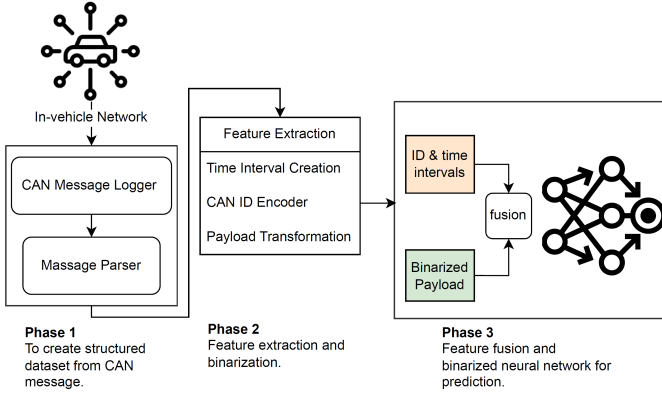 In-vehicle Network
CAN Message Logger
Massage Parser
Phase 1
To create structured
dataset from CAN
message.
Feature Extraction
Time Interval Creation
CAN ID Encoder
Payload Transformation
Phase 2
Feature extraction and
binarization.
ID & time
intervals
fusion
Binarized
Payload
Phase 3
Feature fusion and
binarized neural network for
prediction.